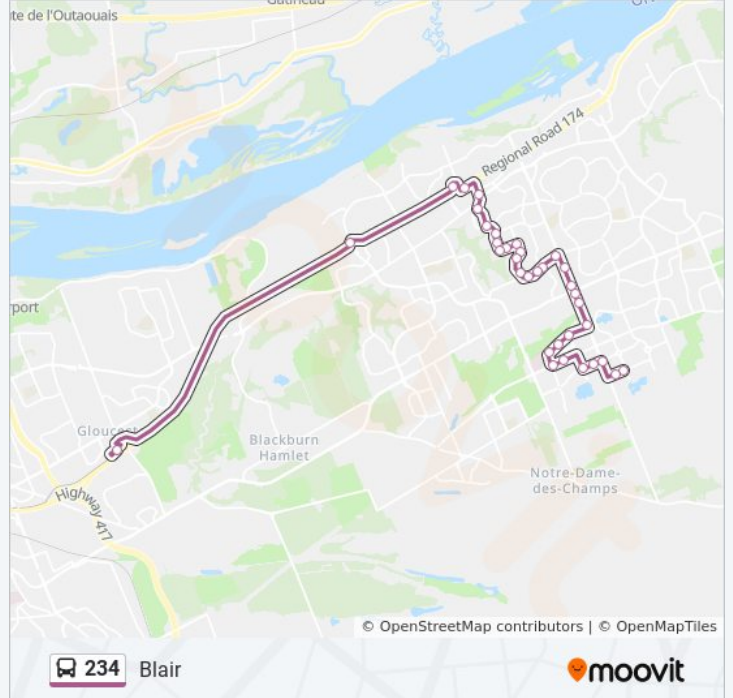 te de l'Outaouais
Gatineau
Regional Road 174
rport
Gloucest
Blackburn
Hamlet
Highway 417
Notre-Dame-
des-Champs
© OpenStreetMap contributors | © OpenMapTiles
234 Blair
moovit